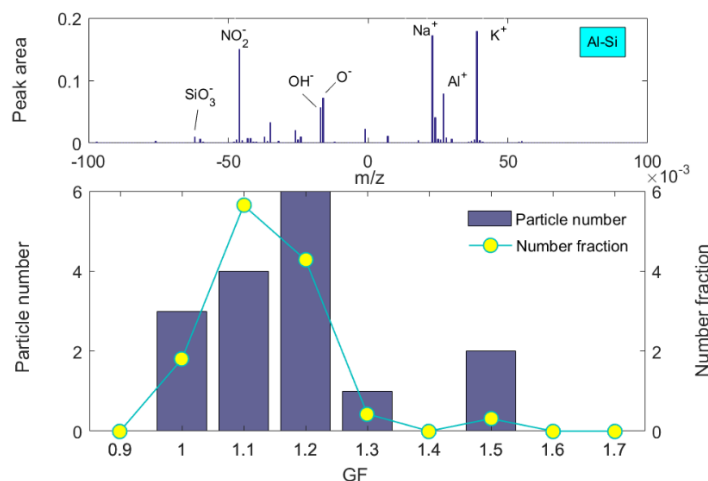 0.2
0.1
0
Peak area
SiO₃⁻
NO₂⁻
OH⁻
O⁻
Na⁺
Al⁺
K⁺
Al-Si
-100
-50
0
50
100
m/z
×10⁻³
6
4
2
0
Particle number
Particle number
Number fraction
6
4
2
0
Number fraction
0.9
1
1.1
1.2
1.3
1.4
1.5
1.6
1.7
GF